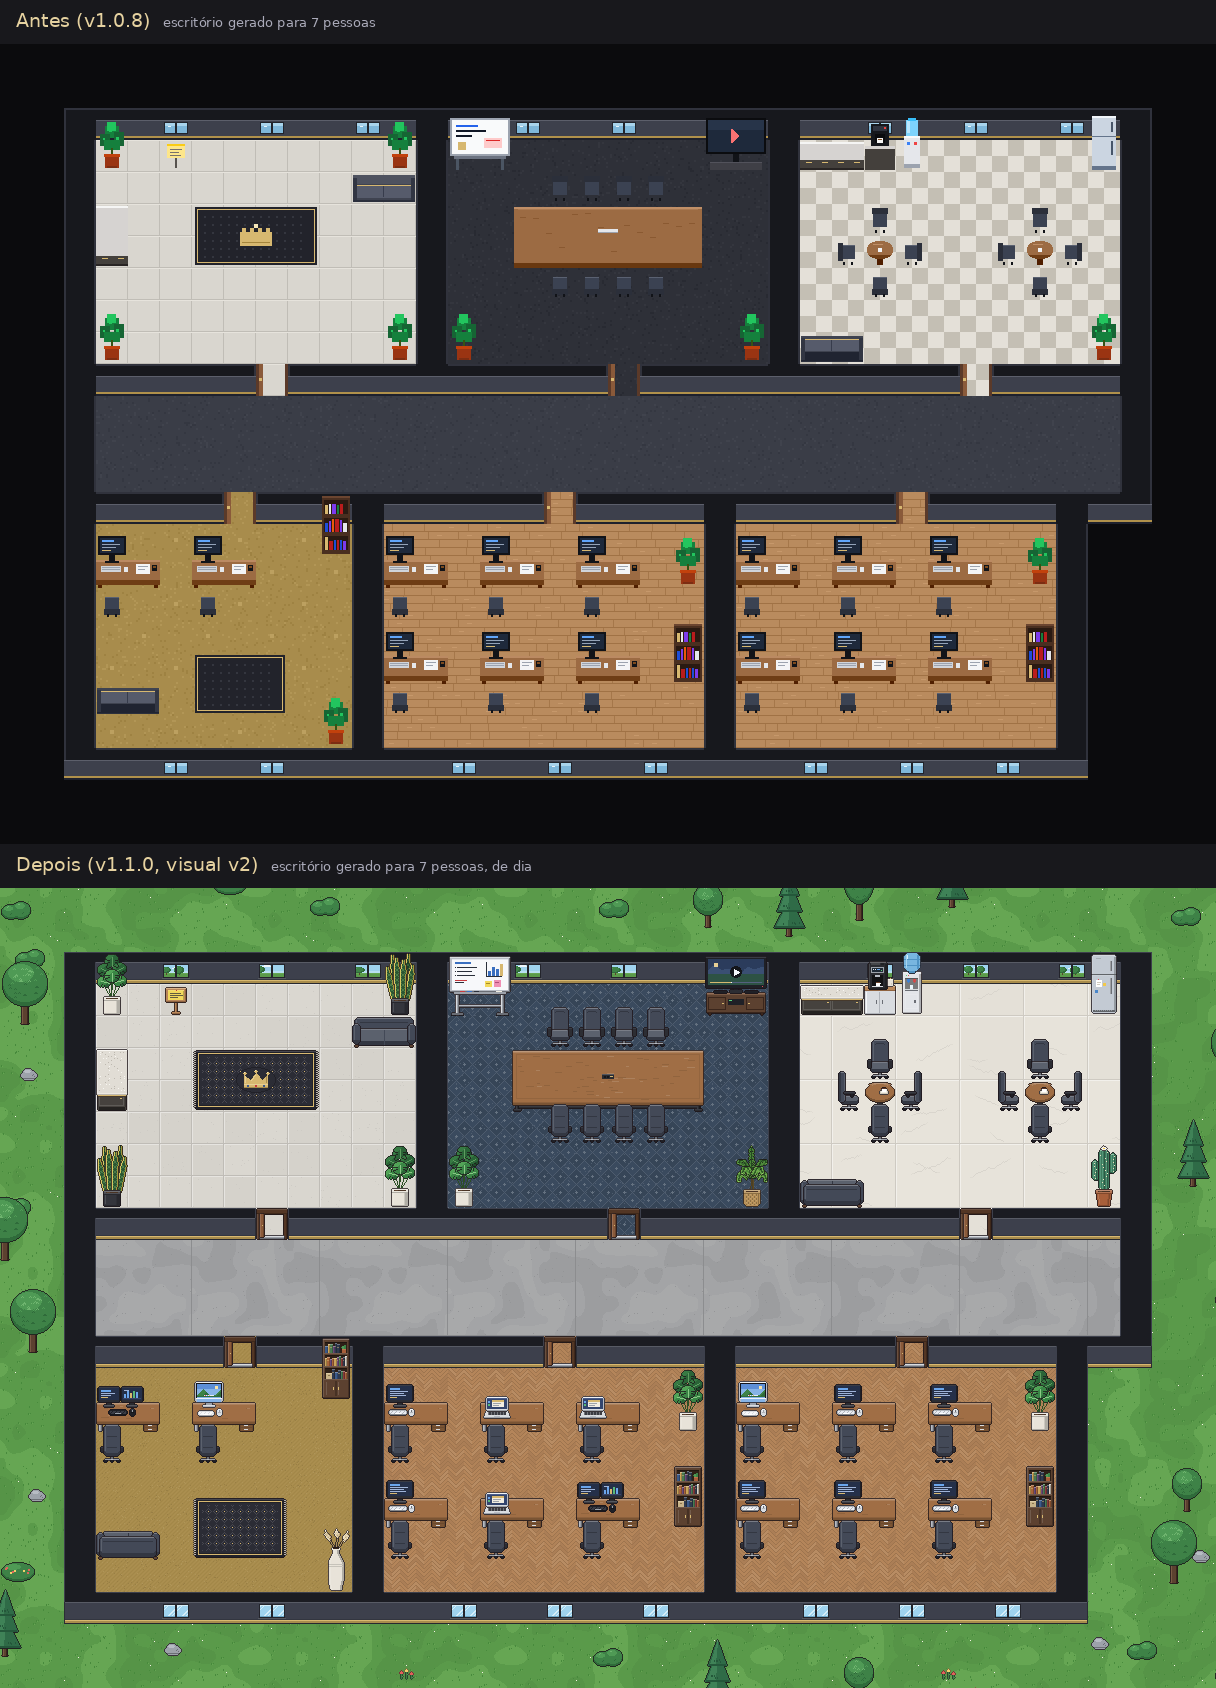 Antes (v1.0.8) escritório gerado para 7 pessoas
Depois (v1.1.0, visual v2) escritório gerado para 7 pessoas, de dia